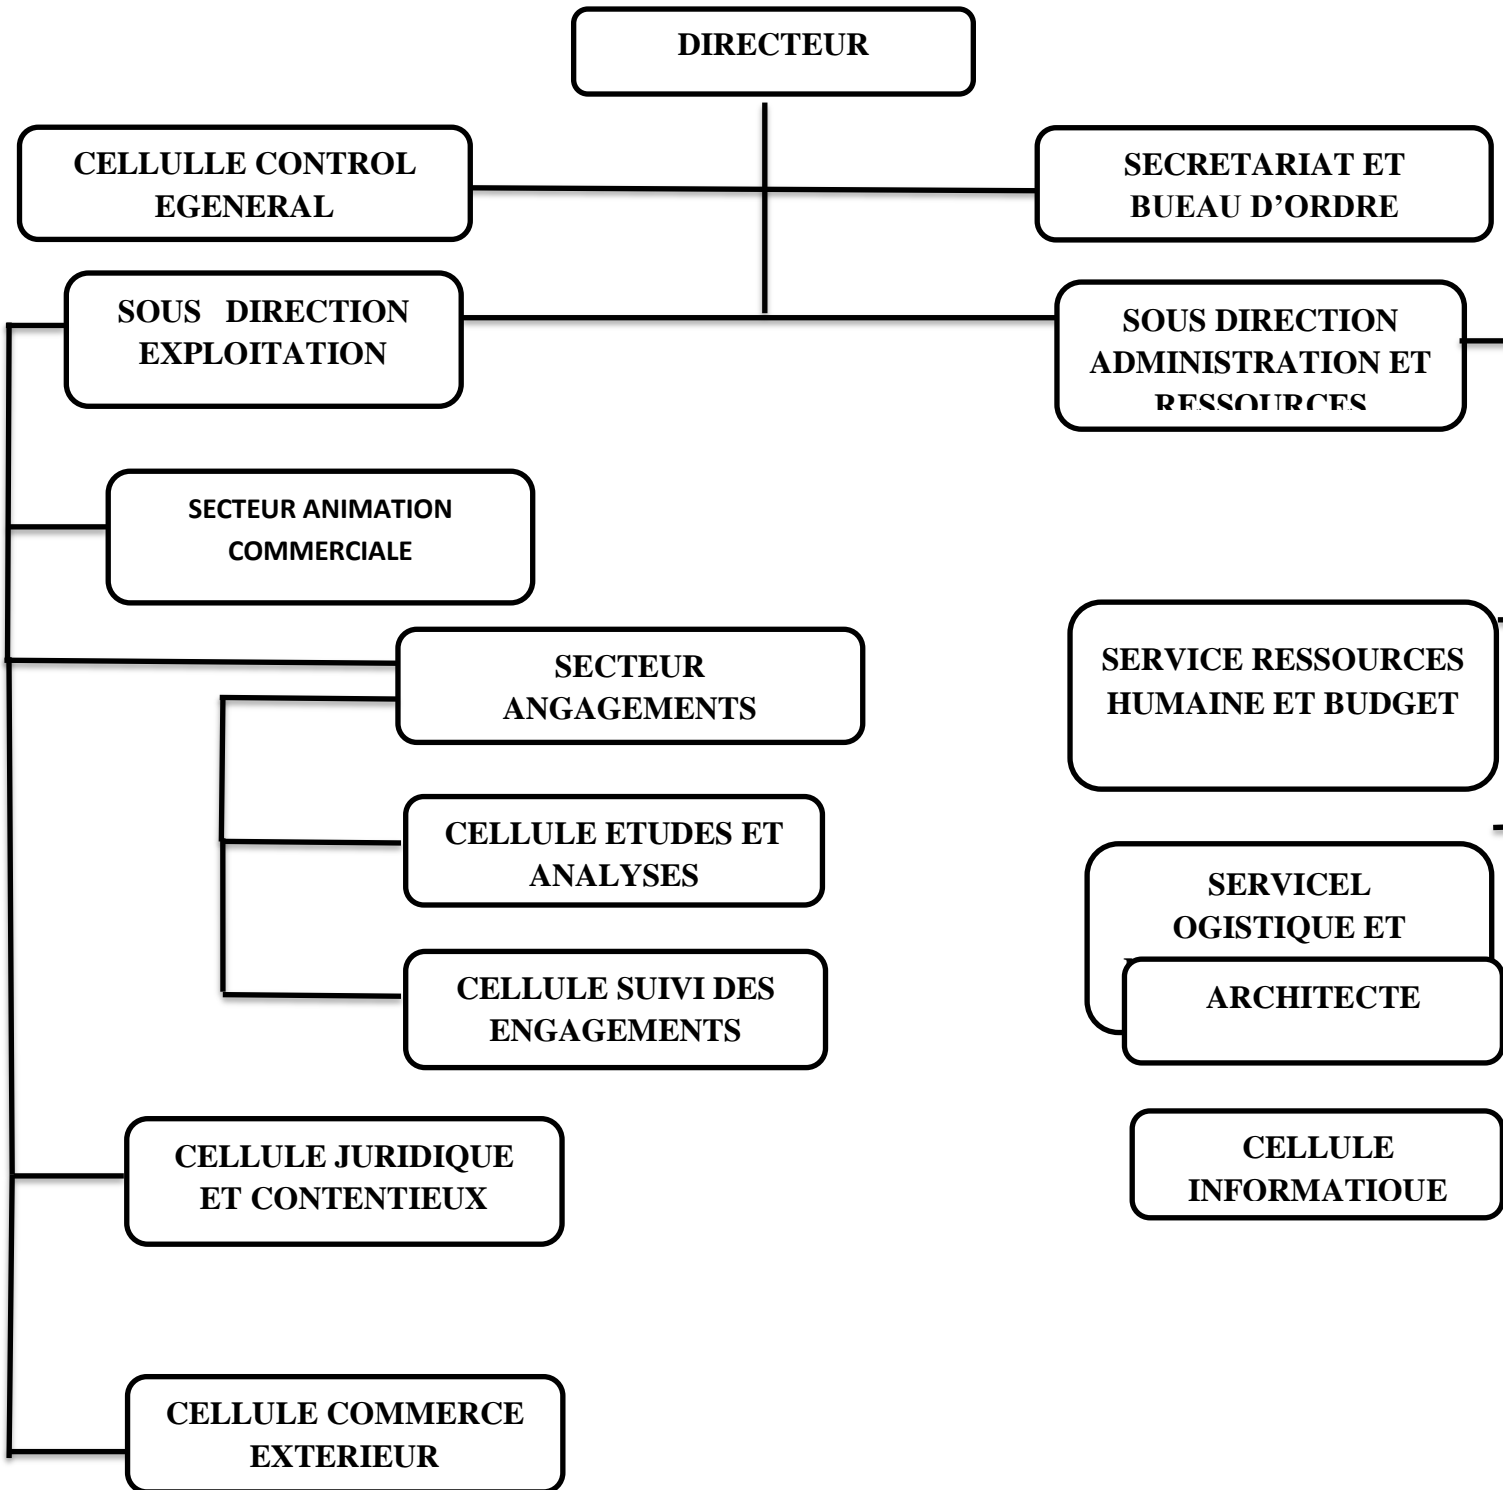 DIRECTEUR
CELLULLE CONTROL
EGENERAL
SECRETARIAT ET
BUEAU D’ORDRE
SOUS DIRECTION
EXPLOITATION
SOUS DIRECTION
ADMINISTRATION ET
RESSOURCES
SECTEUR ANIMATION
COMMERCIALE
SECTEUR
ANGAGEMENTS
SERVICE RESSOURCES
HUMAINE ET BUDGET
CELLULE ETUDES ET
ANALYSES
SERVICEL
OGISTIQUE ET
CELLULE SUIVI DES
ENGAGEMENTS
ARCHITECTE
CELLULE JURIDIQUE
ET CONTENTIEUX
CELLULE
INFORMATIQUE
CELLULE COMMERCE
EXTERIEUR